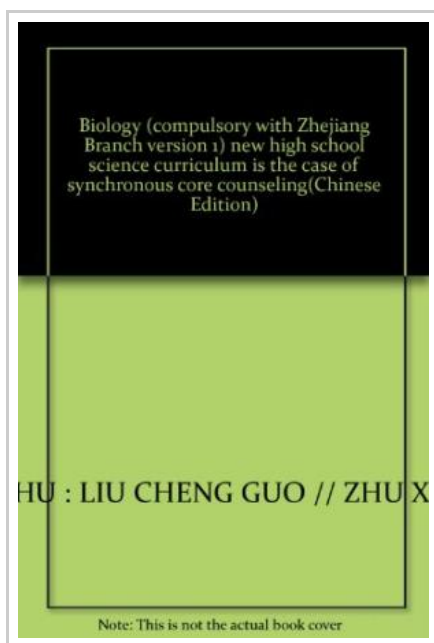 Biology (compulsory with Zhejiang
Branch version 1) new high school
science curriculum is the case of
synchronous core counseling(Chinese
Edition)
HU : LIU CHENG GUO // ZHU X
Note: This is not the actual book cover